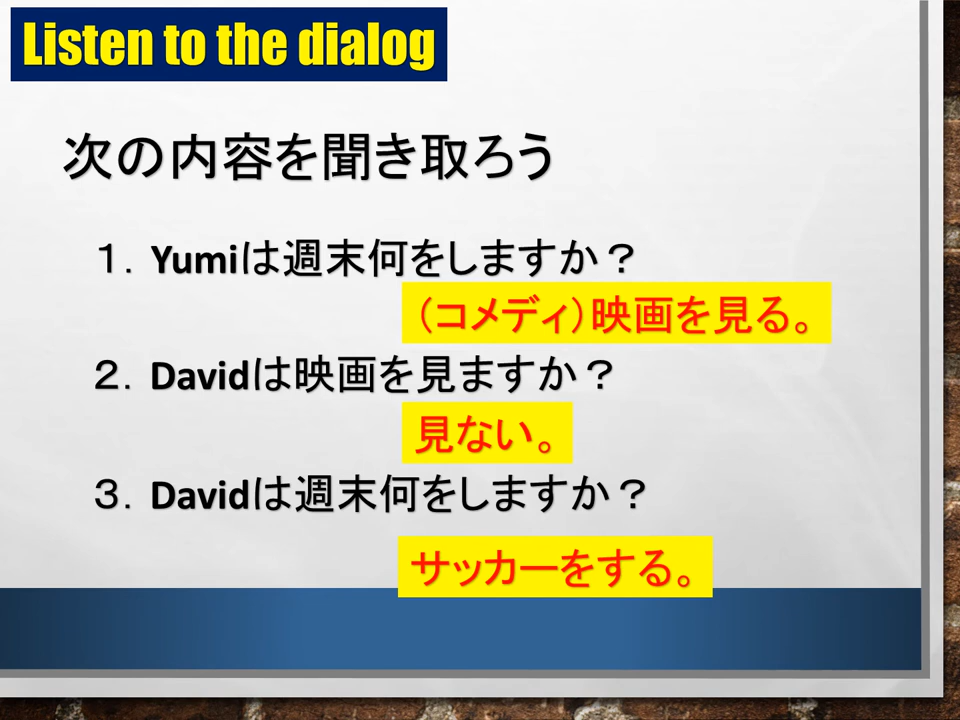 Listen to the dialog
次の内容を聞き取ろう
１．Yumiは週末何をしますか？
（コメディ）映画を見る。
２．Davidは映画を見ますか？
見ない。
３．Davidは週末何をしますか？
サッカーをする。